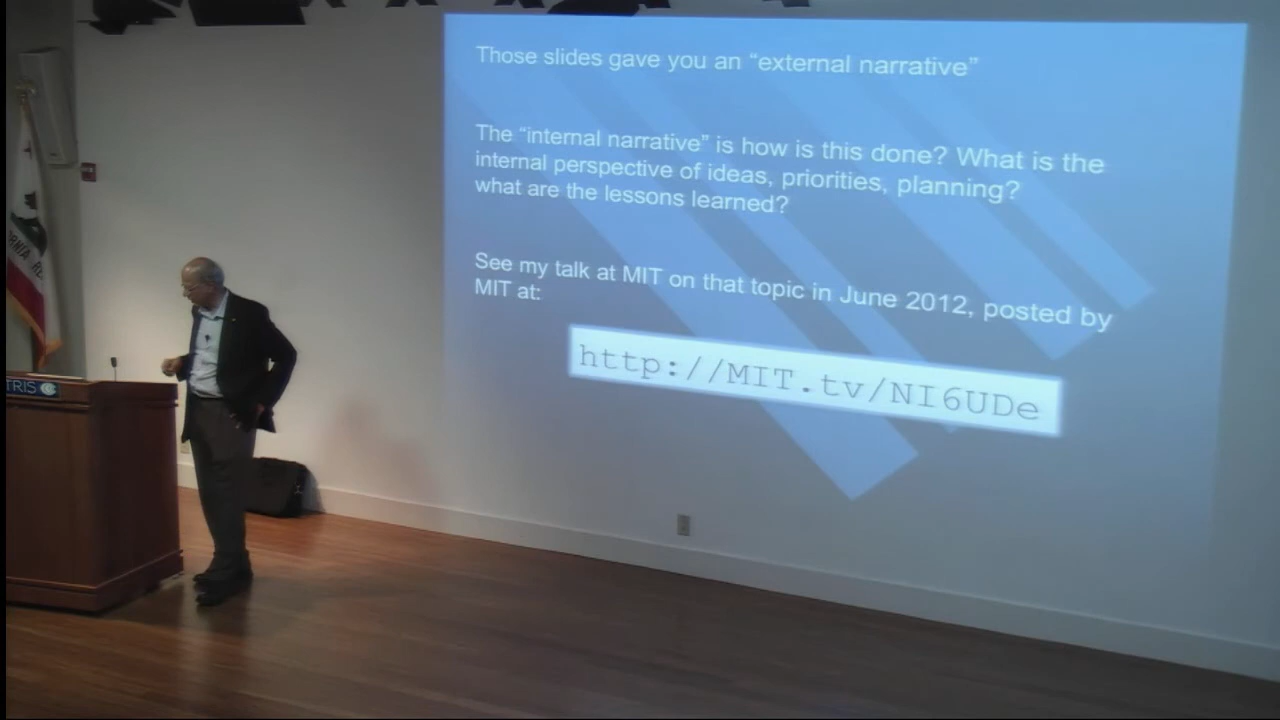 Those slides gave you an “external narrative”
The “internal narrative” is how is this done? What is the
internal perspective of ideas, priorities, planning?
what are the lessons learned?
See my talk at MIT on that topic in June 2012, posted by
MIT at:
http://MIT.tv/NI6UDe
TRIS